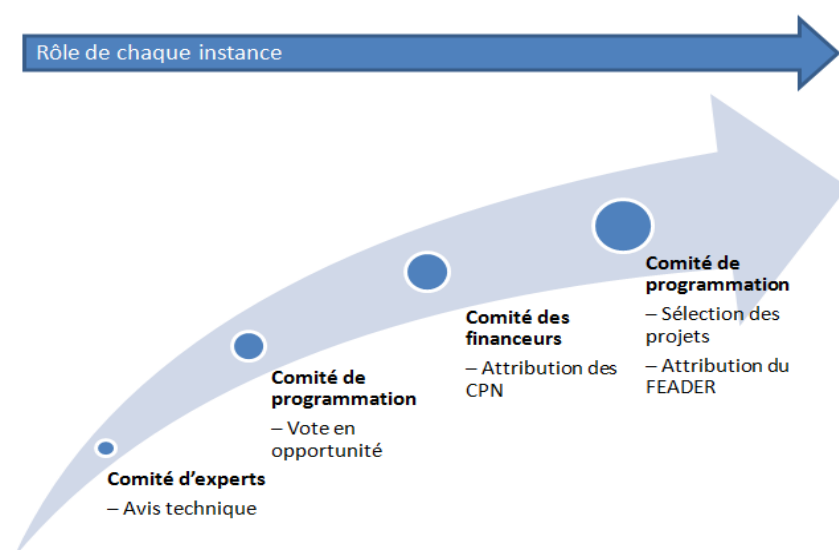 Rôle de chaque instance
Comité d’experts
– Avis technique
Comité de
programmation
– Vote en
opportunité
Comité des
financeurs
– Attribution des
CPN
Comité de
programmation
– Sélection des
projets
– Attribution du
FEADER